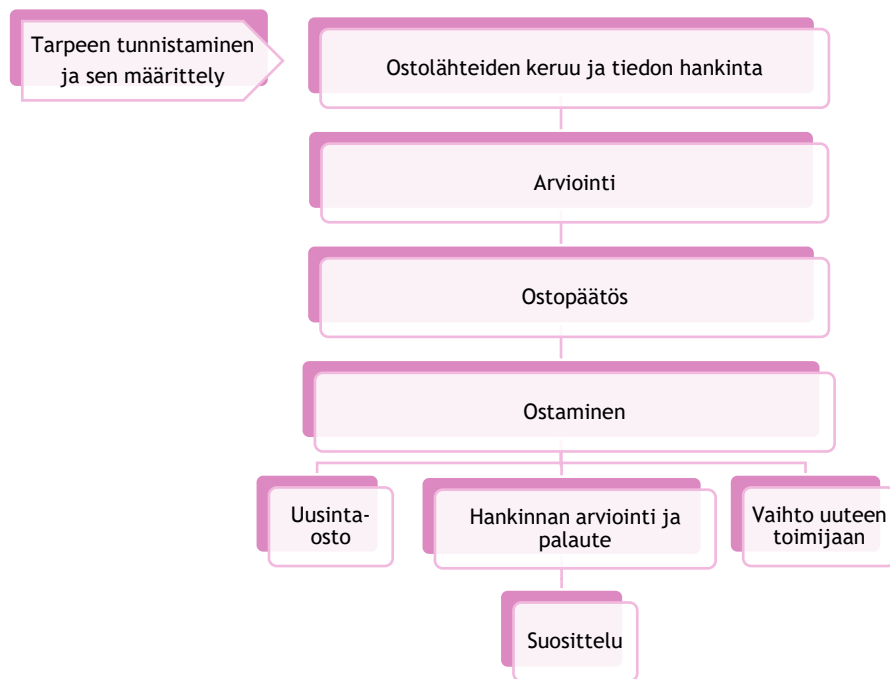 Tarpeen tunnistaminen
ja sen määrittely
Ostolähteiden keruu ja tiedon hankinta
Arviointi
Ostopäätös
Ostaminen
Uusinta-
osto
Hankinnan arviointi ja
palaute
Vaihto uuteen
toimijaan
Suosittelu